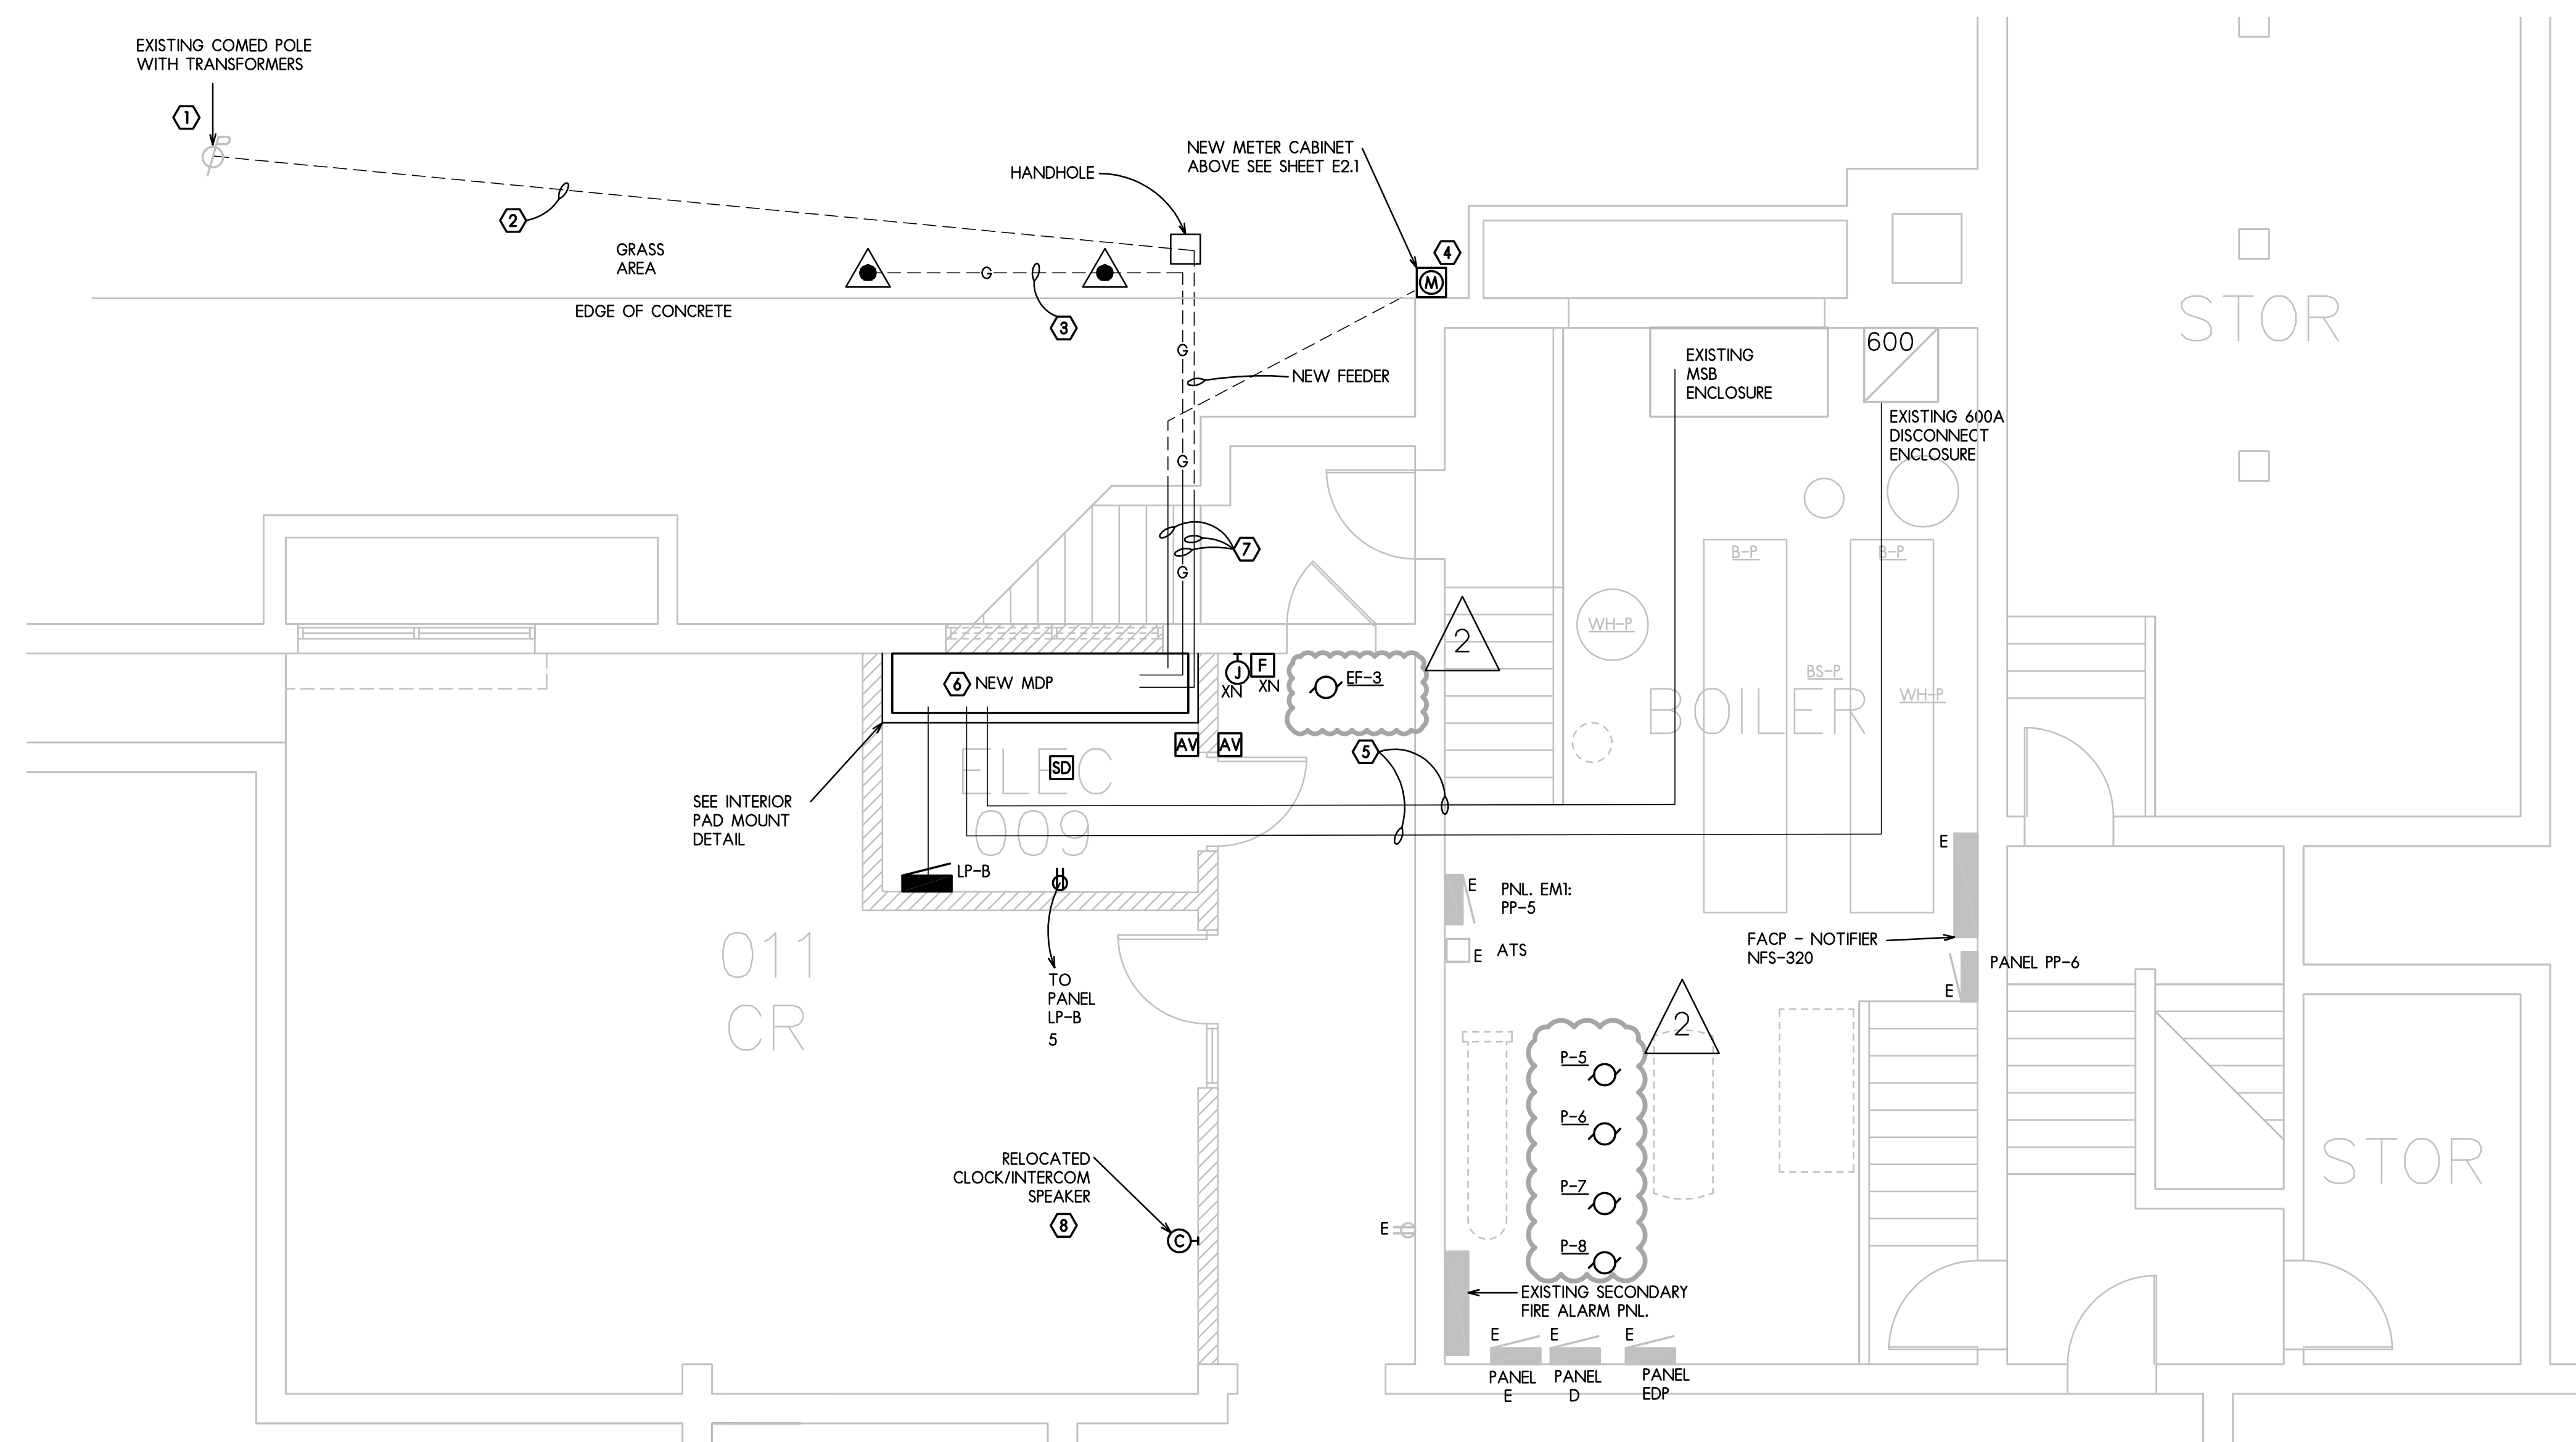 EXISTING COMED POLE
WITH TRANSFORMERS
1
2
HANDHOLE
NEW METER CABINET
ABOVE SEE SHEET E2.1
4
M
GRASS
AREA
G
EDGE OF CONCRETE
3
G
NEW FEEDER
G
7
G
EXISTING
MSB
ENCLOSURE
600
EXISTING 600A
DISCONNECT
ENCLOSURE
STOR
B-P
B-P
WH-P
BS-P
WH-P
BOILER
2
6
NEW MDP
J
XN
F
XN
EF-3
AV
AV
5
SD
ELEC
009
SEE INTERIOR
PAD MOUNT
DETAIL
LP-B
TO
PANEL
LP-B
5
011
CR
E
PNL. EM1:
PP-5
E
ATS
E
FACP - NOTIFIER
NFS-320
PANEL PP-6
E
2
P-5
P-6
P-7
P-8
RELOCATED
CLOCK/INTERCOM
SPEAKER
8
C
E
EXISTING SECONDARY
FIRE ALARM PNL.
E
E
E
PANEL
E
PANEL
D
PANEL
EDP
STOR